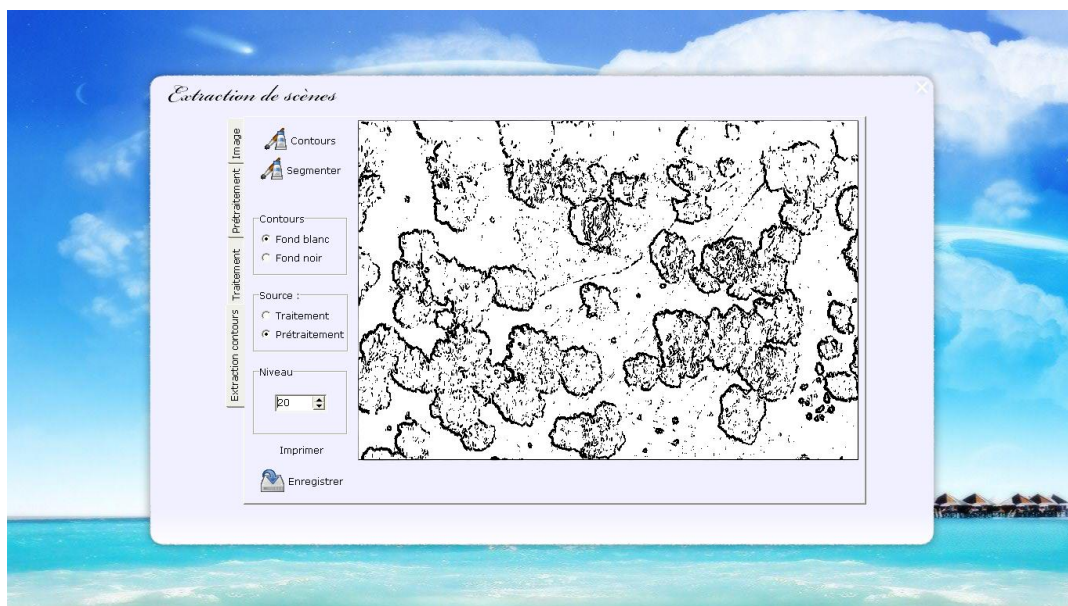 Extraction de scènes
Image
Prétraitement
Traitement
Extraction contours
Contours
Segmenter
Contours
Fond blanc
Fond noir
Source :
Traitement
Prétraitement
Niveau
20
Imprimer
Enregistrer